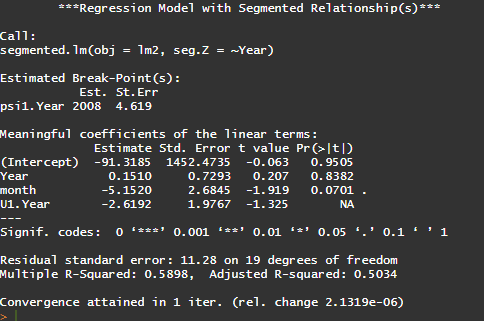 ***Regression Model with Segmented Relationship(s)***
Call:
segmented.lm(obj = lm2, seg.Z = ~Year)
Estimated Break-Point(s):
Est. St.Err
psi1.Year 2008 4.619
Meaningful coefficients of the linear terms:
Estimate Std. Error t value Pr(>|t|)
(Intercept) -91.3185 1452.4735 -0.063 0.9505
Year 0.1510 0.7293 0.207 0.8382
month -5.1520 2.6845 -1.919 0.0701 .
U1.Year -2.6192 1.9767 -1.325 NA
---
Signif. codes: 0 ‘***’ 0.001 ‘**’ 0.01 ‘*’ 0.05 ‘.’ 0.1 ‘ ’ 1
Residual standard error: 11.28 on 19 degrees of freedom
Multiple R-Squared: 0.5898, Adjusted R-squared: 0.5034
Convergence attained in 1 iter. (rel. change 2.1319e-06)
>